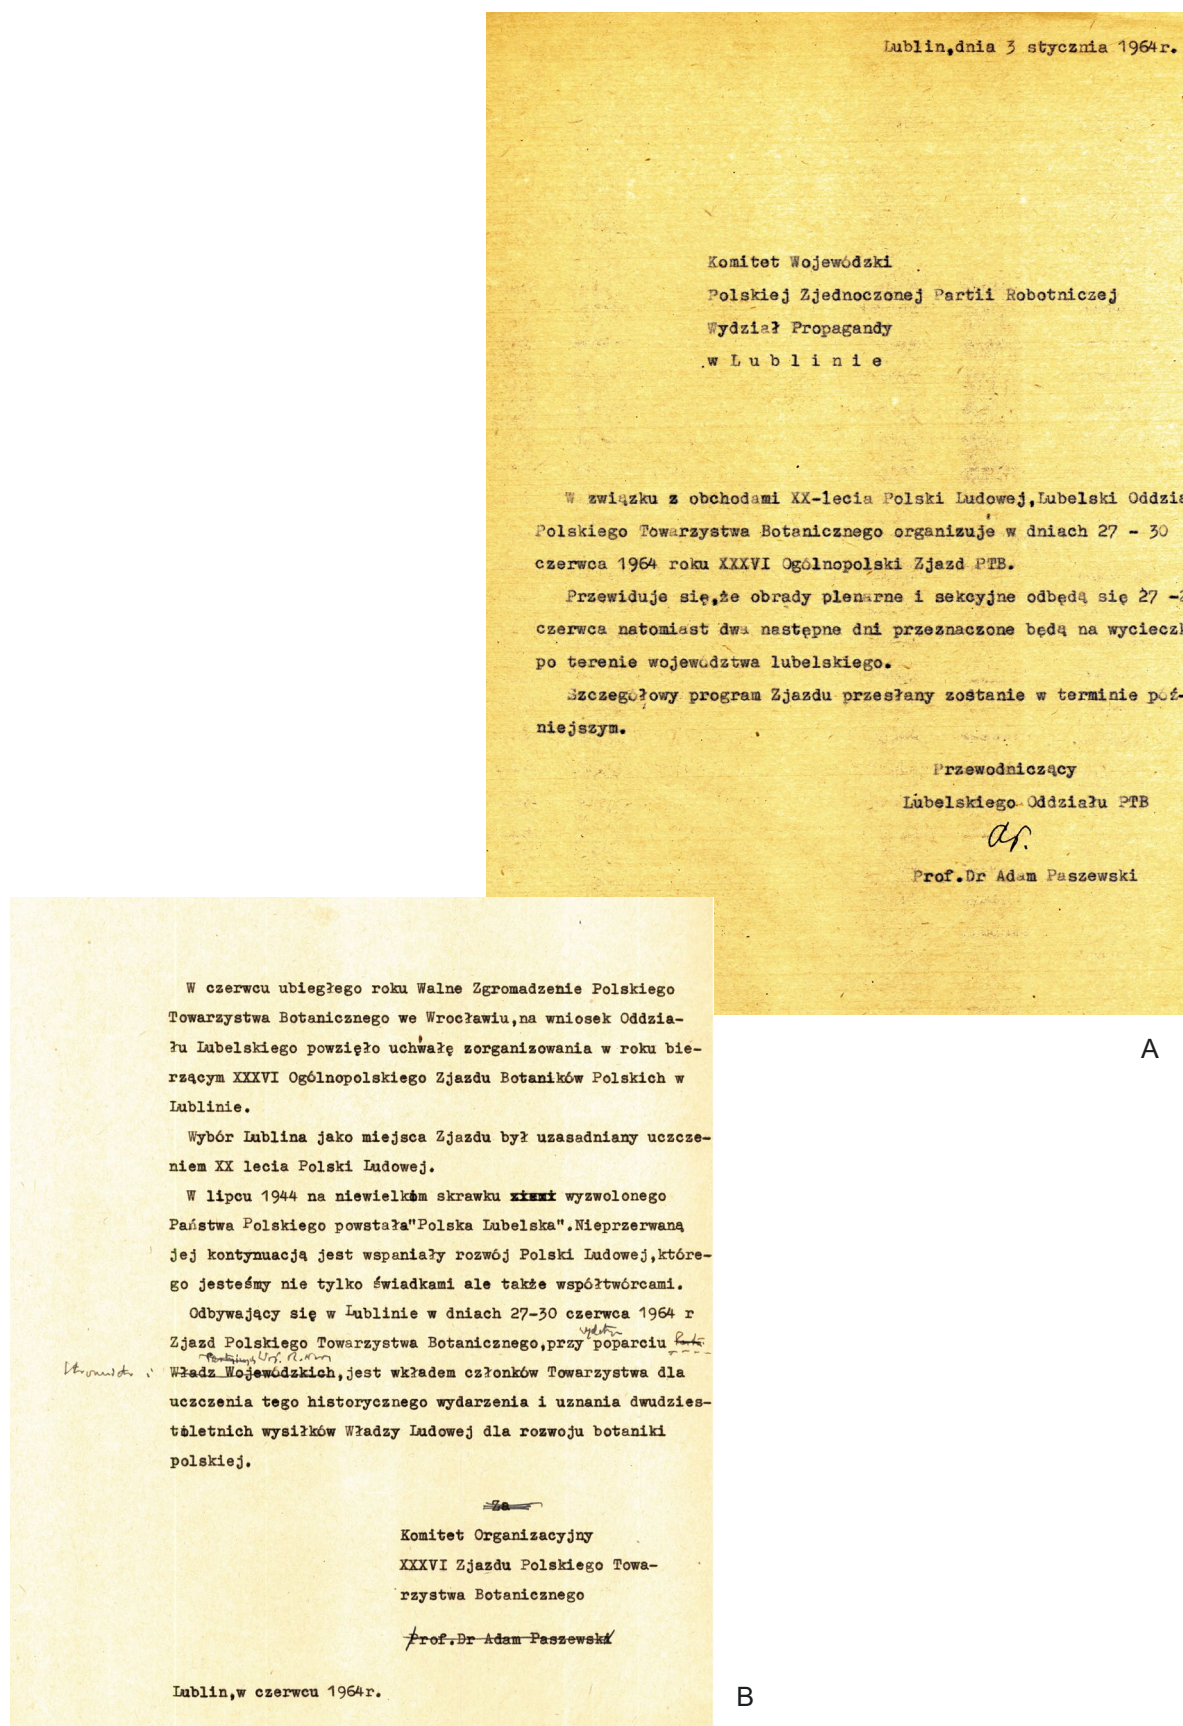 Lublin,dnia 3 stycznia 1964r.
Komitet Wojewódzki
Polskiej Zjednoczonej Partii Robotniczej
Wydział Propagandy
w L u b l i n i e
W związku z obchodami XX-lecia Polski Ludowej,Lubelski Oddzia
Polskiego Towarzystwa Botanicznego organizuje w dniach 27 - 30
czerwca 1964 roku XXXVI Ogólnopolski Zjazd PTB.
Przewiduje się,że obrady plenarne i sekcyjne odbędą się 27 -
czerwca natomiast dwa następne dni przeznaczone będą na wycieczk
po terenie województwa lubelskiego.
Szczegółowy program Zjazdu przesłany zostanie w terminie póź-
niejszym.
Przewodniczący
Lubelskiego Oddziału PTB
Prof.Dr Adam Paszewski
A
W czerwcu ubiegłego roku Walne Zgromadzenie Polskiego
Towarzystwa Botanicznego we Wrocławiu,na wniosek Oddzia-
łu Lubelskiego powzięło uchwałę zorganizowania w roku bie-
rzącym XXXVI Ogólnopolskiego Zjazdu Botaników Polskich w
Lublinie.
Wybór Lublina jako miejsca Zjazdu był uzasadniany uczcze-
niem XX lecia Polski Ludowej.
W lipcu 1944 na niewielkim skrawku wyzwolonego
Państwa Polskiego powstała"Polska Lubelska".Nieprzerwaną
jej kontynuacją jest wspaniały rozwój Polski Ludowej,które-
go jesteśmy nie tylko świadkami ale także współtwórcami.
Odbywający się w Lublinie w dniach 27-30 czerwca 1964 r
Zjazd Polskiego Towarzystwa Botanicznego,przy poparciu
Władz Wojewódzkich,jest wkładem członków Towarzystwa dla
uczczenia tego historycznego wydarzenia i uznania dwudzies-
toletnich wysiłków Władzy Ludowej dla rozwoju botaniki
polskiej.
Za
Komitet Organizacyjny
XXXVI Zjazdu Polskiego Towa-
rzystwa Botanicznego
Prof.Dr Adam Paszewski
Lublin,w czerwcu 1964r.
B